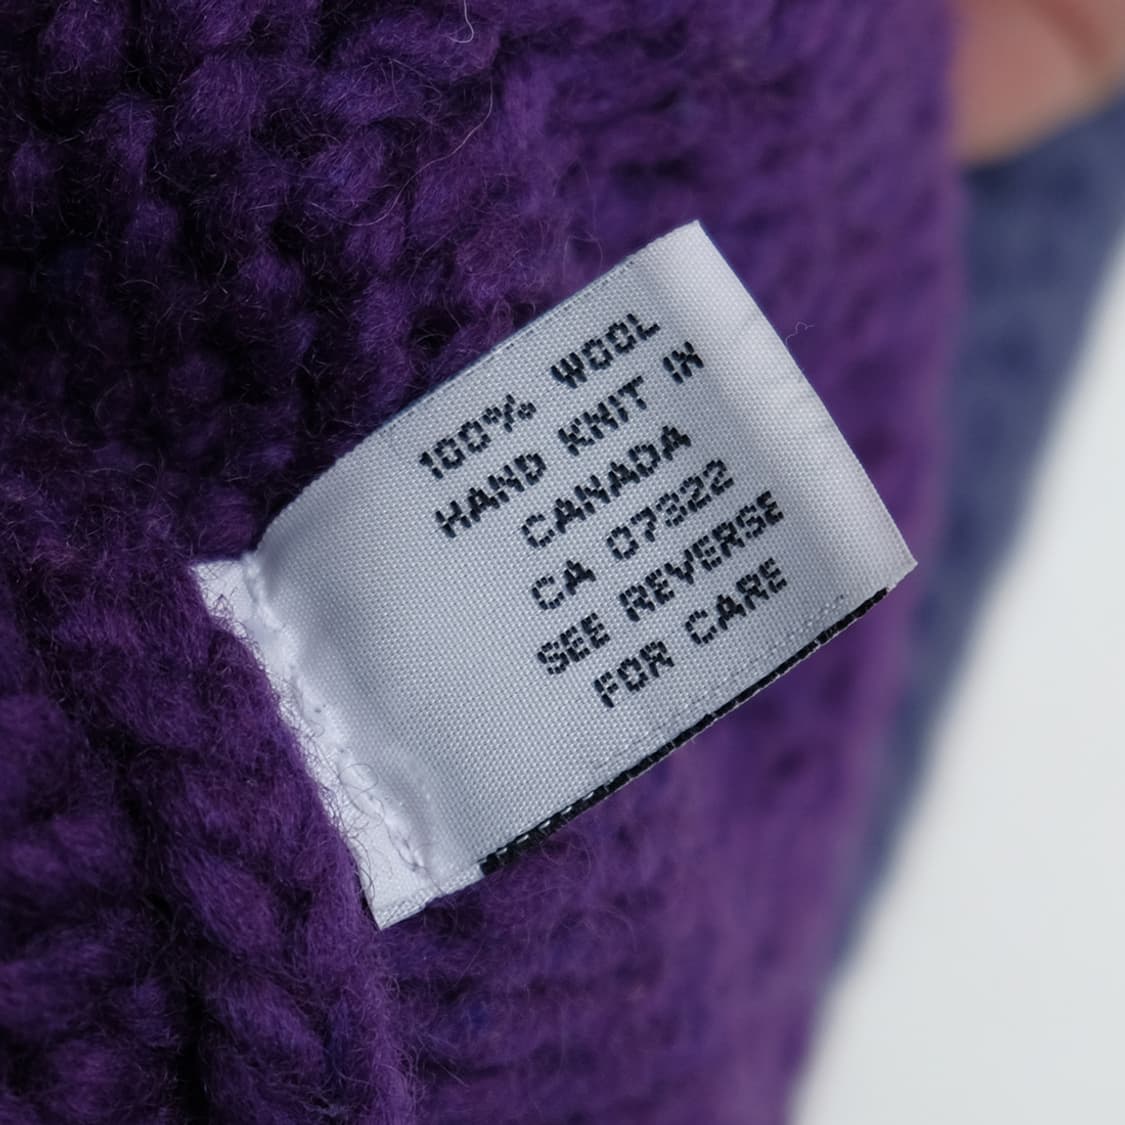 100% WOOL
HAND KNIT IN
CANADA
CA 07322
SEE REVERSE
FOR CARE